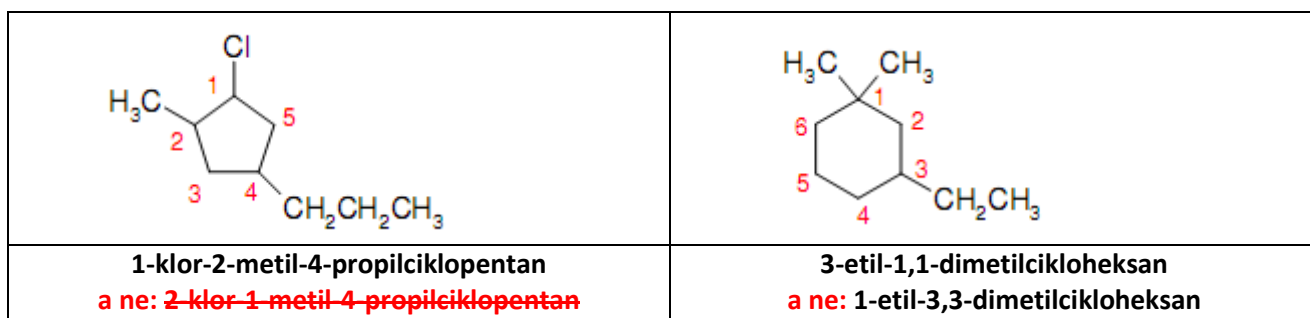 Cl
1
H₃C
5
2
3
4
CH₂CH₂CH₃
1-klor-2-metil-4-propilciklopentan
a ne: 2-klor-1-metil-4-propilciklopentan
H₃C CH₃
1
2
6
3
5
CH₂CH₃
4
3-etil-1,1-dimetilcikloheksan
a ne: 1-etil-3,3-dimetilcikloheksan